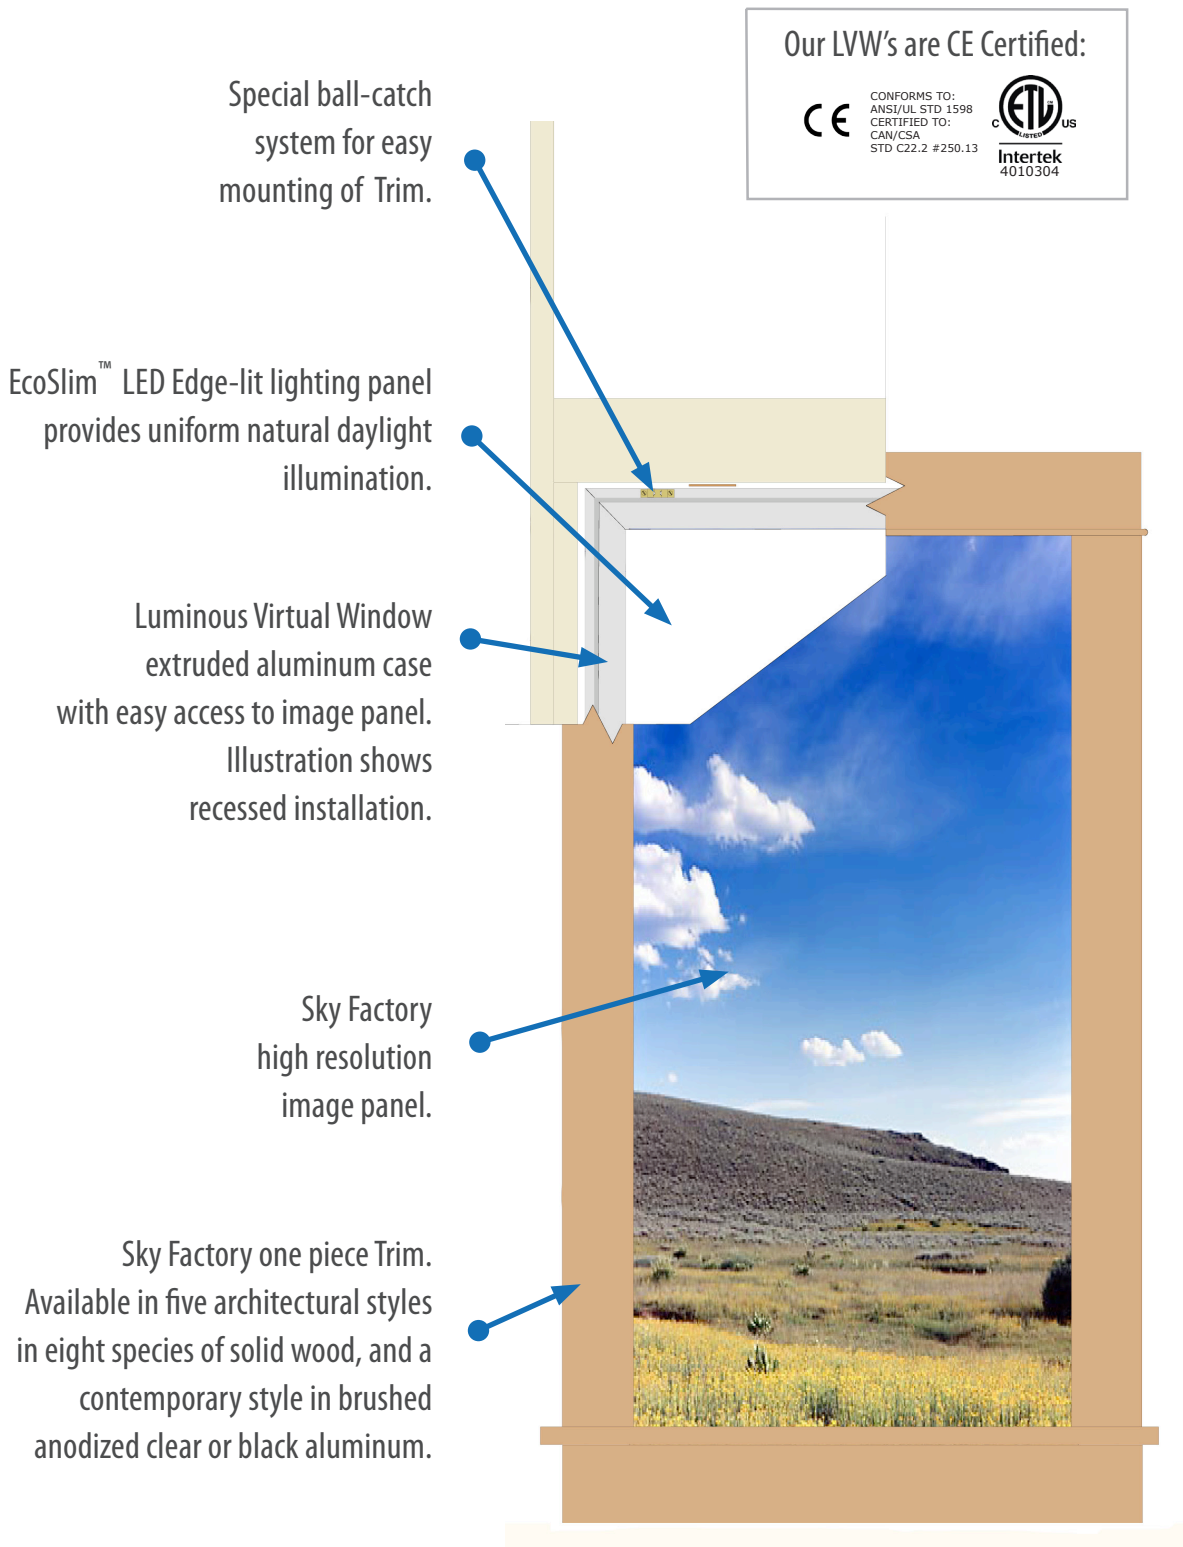 Our LVW's are CE Certified:
CE
CONFORMS TO:
ANSI/UL STD 1598
CERTIFIED TO:
CAN/CSA
STD C22.2 #250.13
ETL
C US
LISTED
Intertek
4010304
Special ball-catch
system for easy
mounting of Trim.
EcoSlim™ LED Edge-lit lighting panel
provides uniform natural daylight
illumination.
Luminous Virtual Window
extruded aluminum case
with easy access to image panel.
Illustration shows
recessed installation.
Sky Factory
high resolution
image panel.
Sky Factory one piece Trim.
Available in five architectural styles
in eight species of solid wood, and a
contemporary style in brushed
anodized clear or black aluminum.